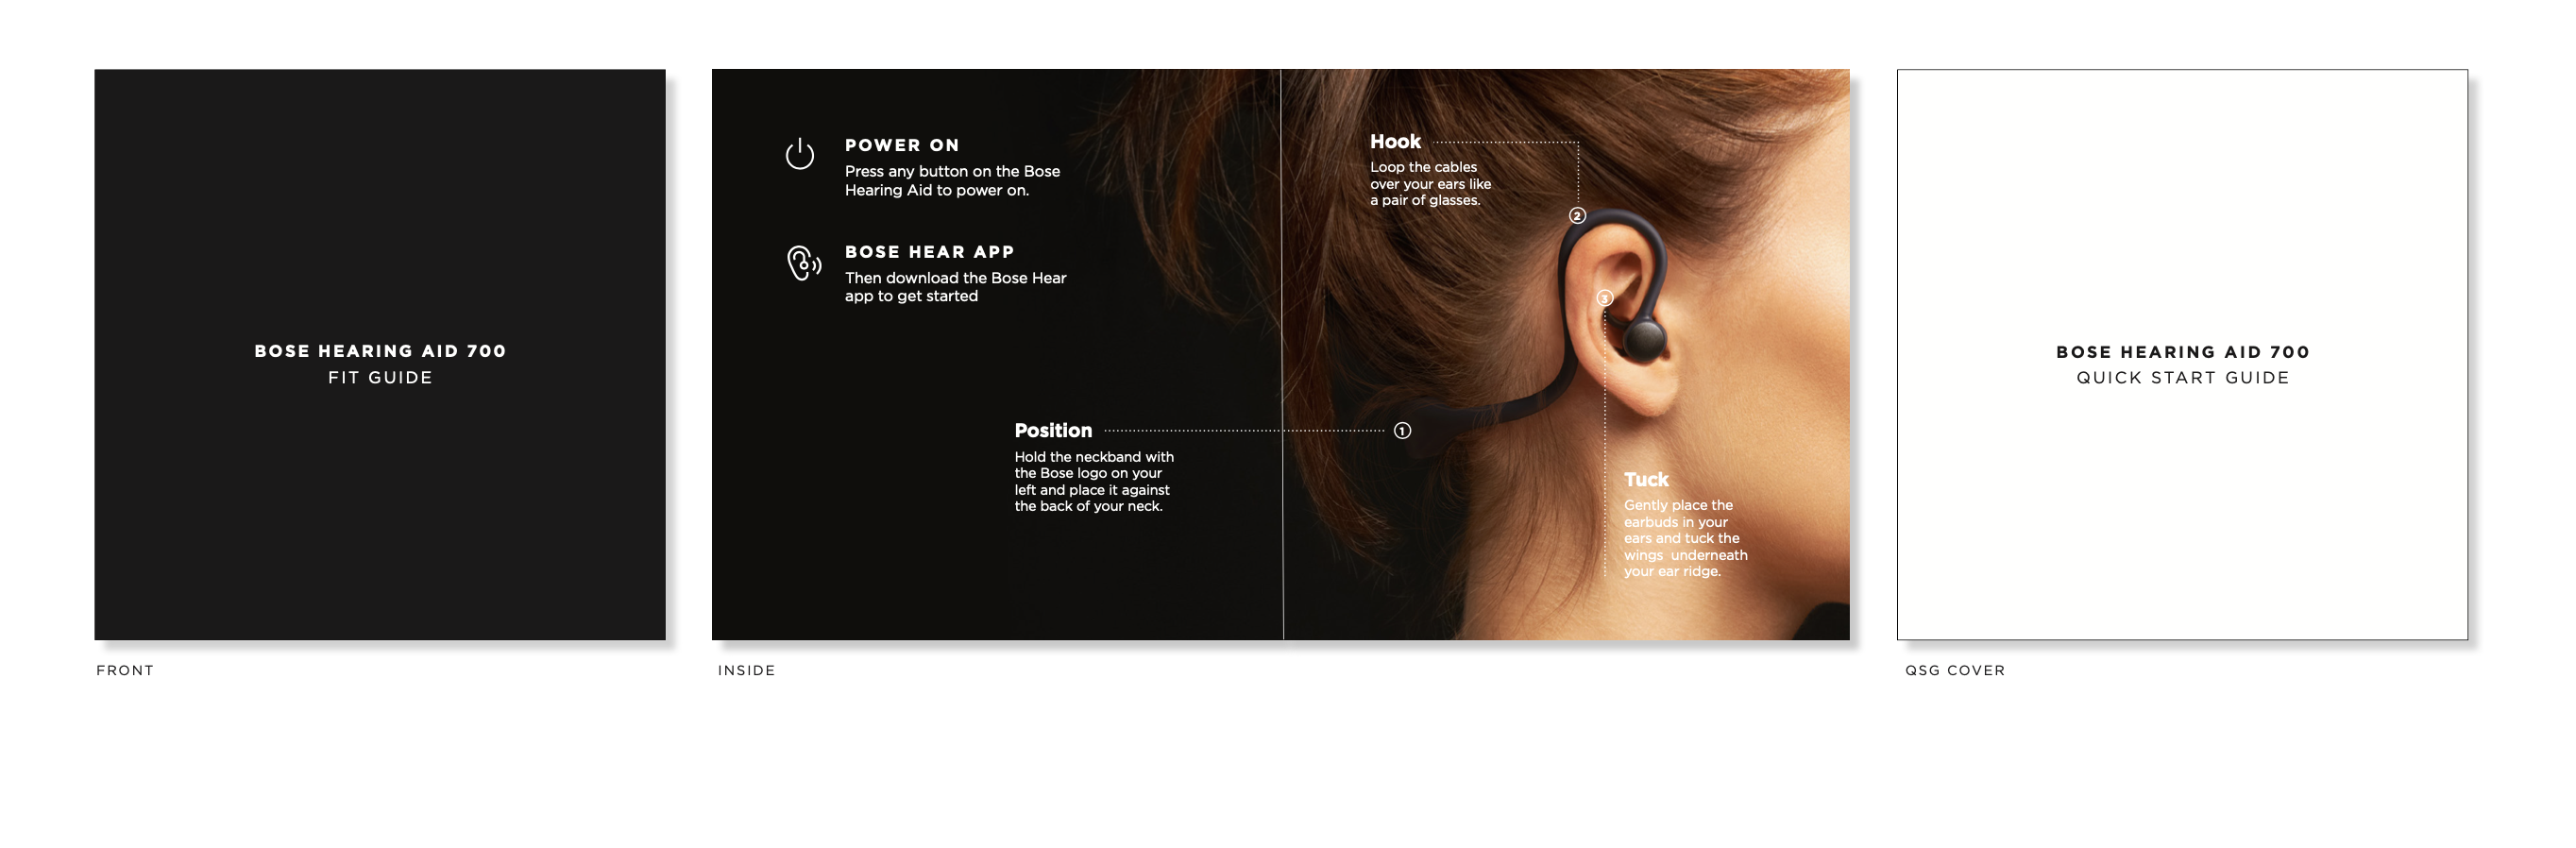 BOSE HEARING AID 700
FIT GUIDE
FRONT
POWER ON
Press any button on the Bose
Hearing Aid to power on.
BOSE HEAR APP
Then download the Bose Hear
app to get started
Position
Hold the neckband with
the Bose logo on your
left and place it against
the back of your neck.
1
Hook
Loop the cables
over your ears like
a pair of glasses.
2
3
Tuck
Gently place the
earbuds in your
ears and tuck the
wings underneath
your ear ridge.
INSIDE
BOSE HEARING AID 700
QUICK START GUIDE
QSG COVER